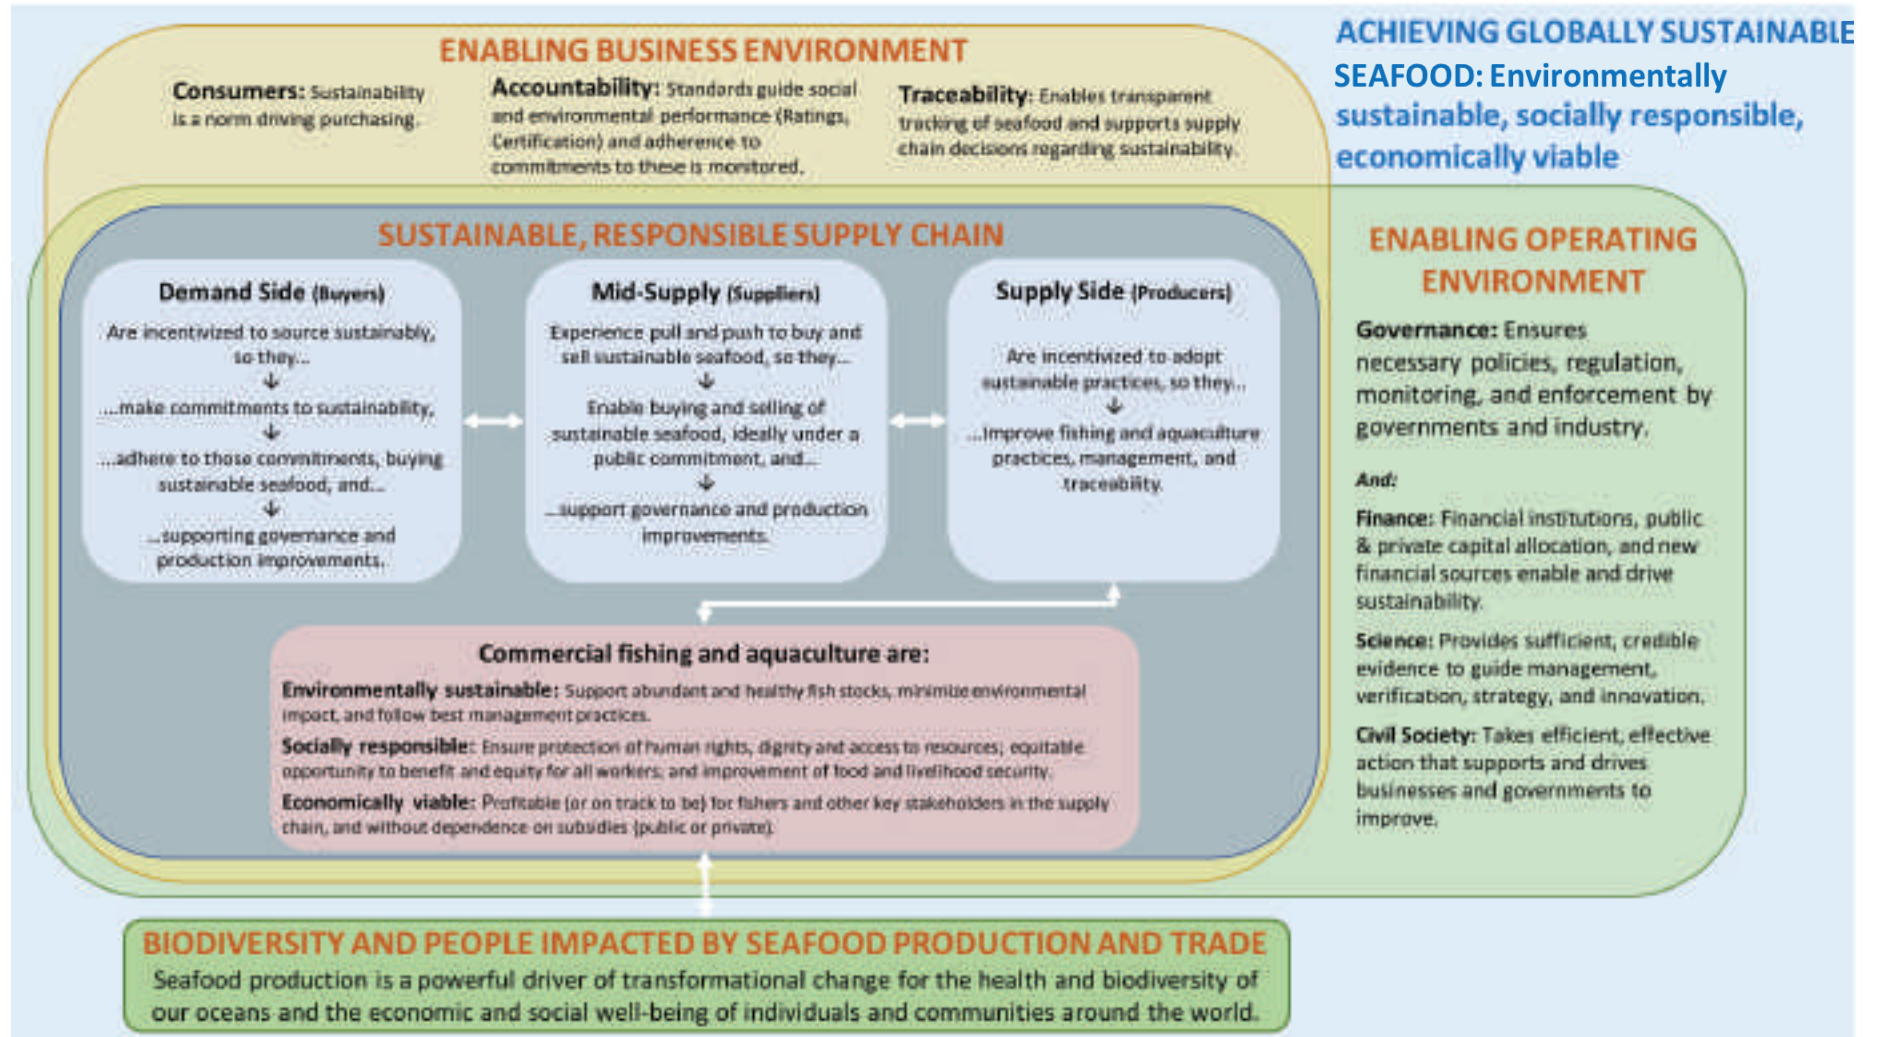 ACHIEVING GLOBALLY SUSTAINABLE
SEAFOOD: Environmentally
sustainable, socially responsible,
economically viable
ENABLING BUSINESS ENVIRONMENT
Consumers: Sustainability
is a norm driving purchasing.
Accountability: Standards guide social
and environmental performance (Ratings,
Certification) and adherence to
commitments to these is monitored.
Traceability: Enables transparent
tracking of seafood and supports supply
chain decisions regarding sustainability.
SUSTAINABLE, RESPONSIBLE SUPPLY CHAIN
Demand Side (Buyers)
Are incentivized to source sustainably,
so they...
↓
...make commitments to sustainability,
↓
...adhere to those commitments, buying
sustainable seafood, and...
↓
...supporting governance and
production improvements.
Mid-Supply (Suppliers)
Experience pull and push to buy and
sell sustainable seafood, so they...
↓
Enable buying and selling of
sustainable seafood, ideally under a
public commitment, and...
↓
...support governance and production
improvements.
Supply Side (Producers)
Are incentivized to adopt
sustainable practices, so they...
↓
...Improve fishing and aquaculture
practices, management, and
traceability.
Commercial fishing and aquaculture are:
Environmentally sustainable: Support abundant and healthy fish stocks, minimize environmental
impact, and follow best management practices.
Socially responsible: Ensure protection of human rights, dignity and access to resources; equitable
opportunity to benefit and equity for all workers; and improvement of food and livelihood security.
Economically viable: Profitable (or on track to be) for fishers and other key stakeholders in the supply
chain, and without dependence on subsidies (public or private).
ENABLING OPERATING
ENVIRONMENT
Governance: Ensures
necessary policies, regulation,
monitoring, and enforcement by
governments and industry.
And:
Finance: Financial institutions, public
& private capital allocation, and new
financial sources enable and drive
sustainability.
Science: Provides sufficient, credible
evidence to guide management,
verification, strategy, and innovation.
Civil Society: Takes efficient, effective
action that supports and drives
businesses and governments to
improve.
BIODIVERSITY AND PEOPLE IMPACTED BY SEAFOOD PRODUCTION AND TRADE
Seafood production is a powerful driver of transformational change for the health and biodiversity of
our oceans and the economic and social well-being of individuals and communities around the world.